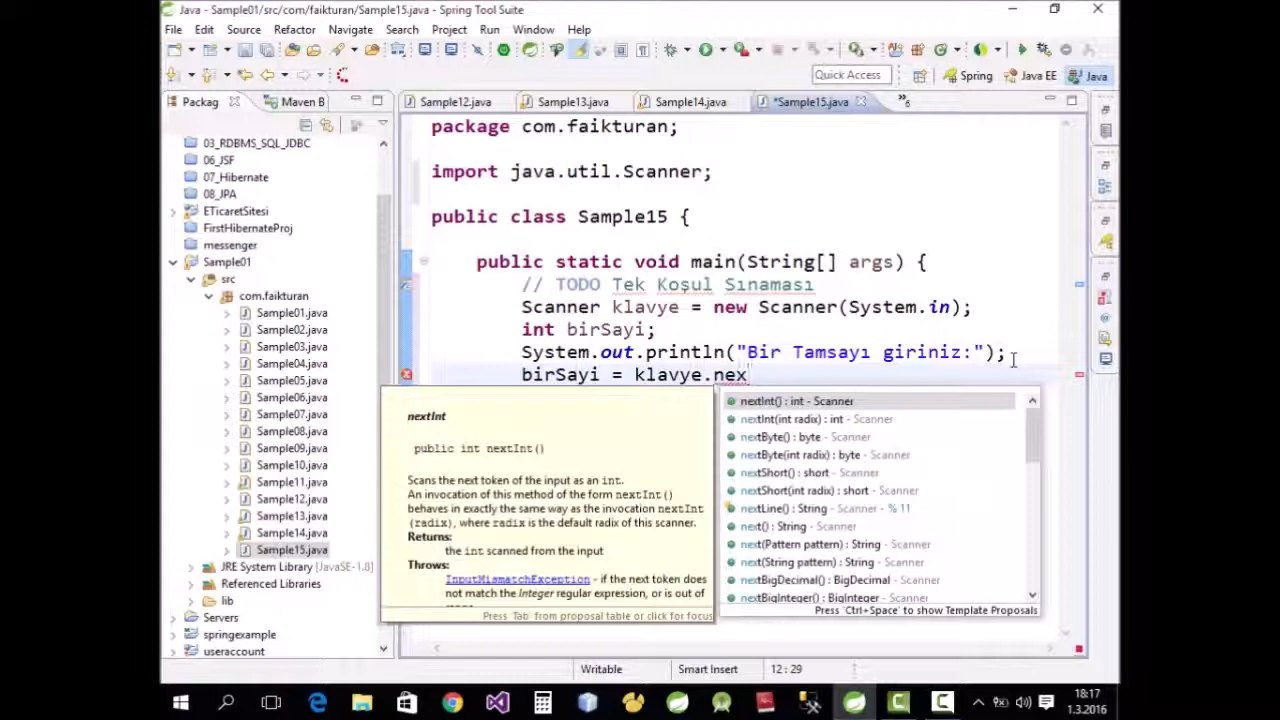 Java - Sample01/src/com/faikturan/Sample15.java - Spring Tool Suite
File Edit Source Refactor Navigate Search Project Run Window Help
Quick Access Spring Java EE Java
Packag Maven B Sample12.java Sample13.java Sample14.java *Sample15.java »6
03_RDBMS_SQL_JDBC
06_JSF
07_Hibernate
08_JPA
ETicaretSitesi
FirstHibernateProj
messenger
Sample01
src
com.faikturan
Sample01.java
Sample02.java
Sample03.java
Sample04.java
Sample05.java
Sample06.java
Sample07.java
Sample08.java
Sample09.java
Sample10.java
Sample11.java
Sample12.java
Sample13.java
Sample14.java
Sample15.java
JRE System Library [JavaSE-1.8]
Referenced Libraries
lib
Servers
springexample
useraccount
package com.faikturan;
import java.util.Scanner;
public class Sample15 {
public static void main(String[] args) {
// TODO Tek Koşul Sınaması
Scanner klavye = new Scanner(System.in);
int birSayi;
System.out.println("Bir Tamsayı giriniz:");
birSayi = klavye.nex
nextInt
public int nextInt()
Scans the next token of the input as an int.
An invocation of this method of the form nextInt()
behaves in exactly the same way as the invocation nextInt
(radix), where radix is the default radix of this scanner.
Returns:
the int scanned from the input
Throws:
InputMismatchException - if the next token does
not match the Integer regular expression, or is out of
Press 'Tab' from proposal table or click for focus
nextInt() : int - Scanner
nextInt(int radix) : int - Scanner
nextByte() : byte - Scanner
nextByte(int radix) : byte - Scanner
nextShort() : short - Scanner
nextShort(int radix) : short - Scanner
nextLine() : String - Scanner - % 11
next() : String - Scanner
next(Pattern pattern) : String - Scanner
next(String pattern) : String - Scanner
nextBigDecimal() : BigDecimal - Scanner
nextBigInteger() : BigInteger - Scanner
Press 'Ctrl+Space' to show Template Proposals
Writable Smart Insert 12 : 29
18:17
1.3.2016